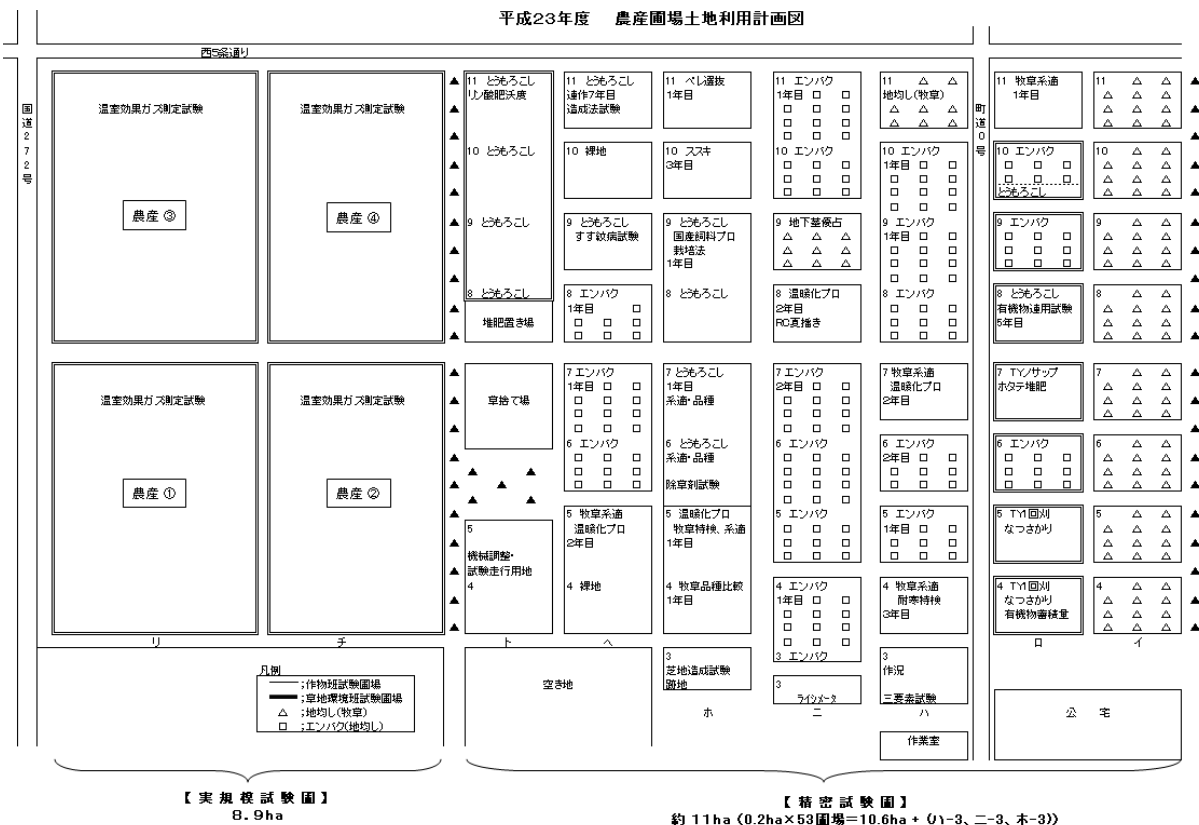 平成23年度　農産圃場土地利用計画図
西5条通り
国道272号
町道0号
温室効果ガス測定試験
農産 ③
温室効果ガス測定試験
農産 ④
温室効果ガス測定試験
農産 ①
温室効果ガス測定試験
農産 ②
リ
チ
11 とうもろこし
リン酸肥沃度
10 とうもろこし
9 とうもろこし
8 とうもろこし
堆肥置き場
草捨て場
5
機械調整・
試験走行用地
4
ト
11 とうもろこし
連作7年目
造成法試験
10 裸地
9 とうもろこし
すす紋病試験
8 エンバク
1年目
7 エンバク
1年目
6 エンバク
5 牧草系適
温暖化プロ
2年目
4 裸地
ヘ
空き地
11 ペレ選抜
1年目
10 ススキ
3年目
9 とうもろこし
国産飼料プロ
栽培法
1年目
8 とうもろこし
7 とうもろこし
1年目
系適・品種
6 とうもろこし
系適・品種
除草剤試験
5 温暖化プロ
牧草特検、系適
1年目
4 牧草品種比較
1年目
3
芝地造成試験
跡地
ホ
11 エンバク
1年目
10 エンバク
9 地下茎優占
8 温暖化プロ
2年目
RC夏播き
7 エンバク
2年目
6 エンバク
5 エンバク
4 エンバク
1年目
3 エンバク
3
ライシメータ
ニ
11
地均し(牧草)
10 エンバク
1年目
9 エンバク
1年目
8 エンバク
7 牧草系適
温暖化プロ
2年目
6 エンバク
2年目
5 エンバク
1年目
4 牧草系適
耐寒特検
3年目
3
作況
三要素試験
ハ
作業室
11 牧草系適
1年目
10 エンバク
とうもろこし
9 エンバク
8 とうもろこし
有機物連用試験
5年目
7 TY/サップ
ホタテ堆肥
6 エンバク
5 TY1回刈
なつさかり
4 TY1回刈
なつさかり
有機物蓄積量
ロ
11
10
9
8
7
6
5
4
イ
公　宅
凡例
;作物班試験圃場
;草地環境班試験圃場
△ ;地均し(牧草)
□ ;エンバク(地均し)
【実規模試験圃】
8.9ha
【精密試験圃】
約 11ha (0.2ha×53圃場=10.6ha + (ハ-3、ニ-3、ホ-3))